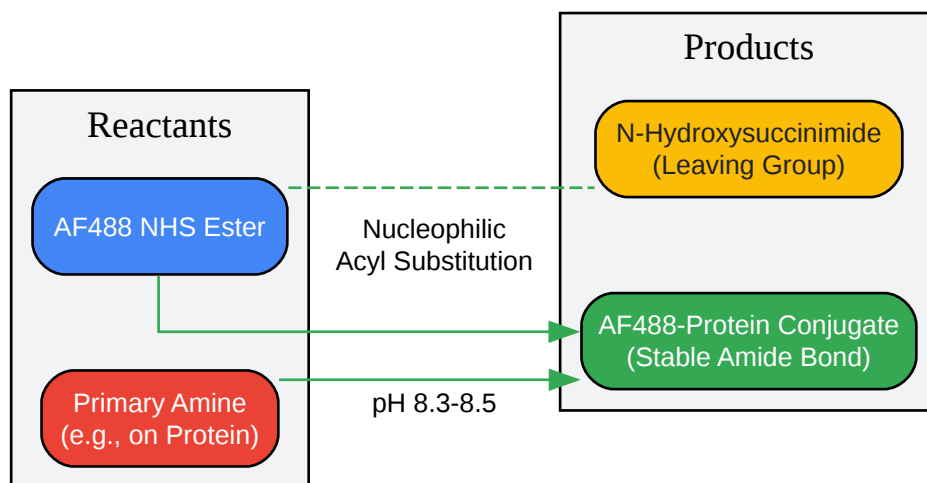 Reactants
AF488 NHS Ester
Primary Amine
(e.g., on Protein)
Nucleophilic
Acyl Substitution
pH 8.3-8.5
Products
N-Hydroxysuccinimide
(Leaving Group)
AF488-Protein Conjugate
(Stable Amide Bond)